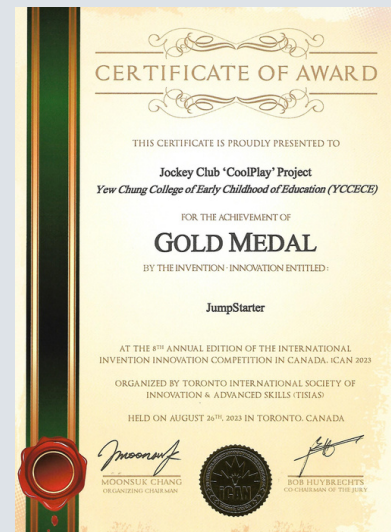 CERTIFICATE OF AWARD
THIS CERTIFICATE IS PROUDLY PRESENTED TO
Jockey Club ‘CoolPlay’ Project
Yew Chung College of Early Childhood of Education (YCCECE)
FOR THE ACHIEVEMENT OF
GOLD MEDAL
BY THE INVENTION - INNOVATION ENTITLED :
JumpStarter
AT THE 8TH ANNUAL EDITION OF THE INTERNATIONAL
INVENTION INNOVATION COMPETITION IN CANADA, iCAN 2023
ORGANIZED BY TORONTO INTERNATIONAL SOCIETY OF
INNOVATION & ADVANCED SKILLS (TISIAS)
HELD ON AUGUST 26TH, 2023 IN TORONTO, CANADA
MOONSUK CHANG
ORGANIZING CHAIRMAN
iCAN
BOB HUYBRECHTS
CO-CHAIRMAN OF THE JURY